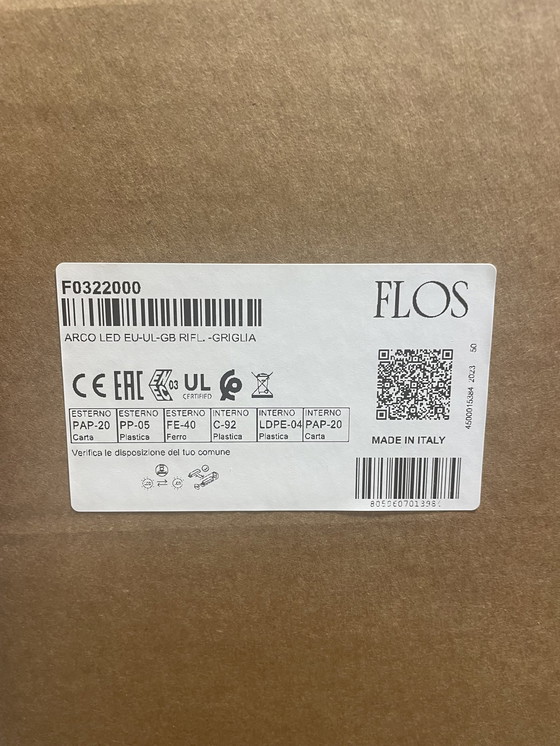 F0322000
FLOS
ARCO LED EU-UL-GB RIFL. -GRIGLIA
CE EAC 03 UL
CERTIFIED
4500015384 2023 50
ESTERNO ESTERNO ESTERNO INTERNO INTERNO INTERNO
PAP-20 PP-05 FE-40 C-92 LDPE-04 PAP-20
Carta Plastica Ferro Plastica Plastica Carta
MADE IN ITALY
Verifica le disposizione del tuo comune